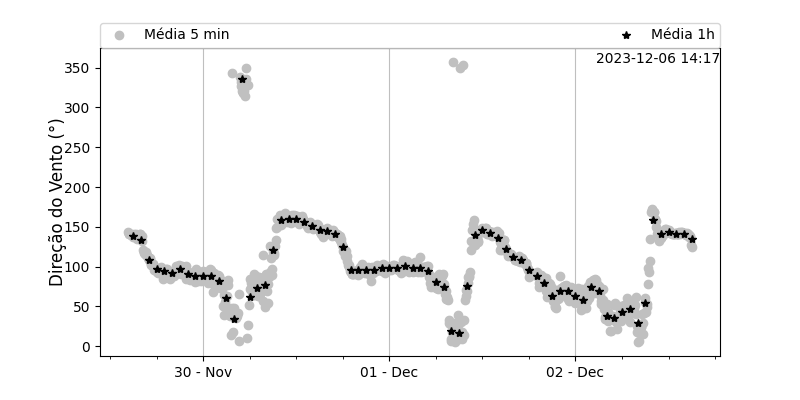 Média 5 min
Média 1h
2023-12-06 14:17
Direção do Vento (°)
350
300
250
200
150
100
50
0
30 - Nov
01 - Dec
02 - Dec